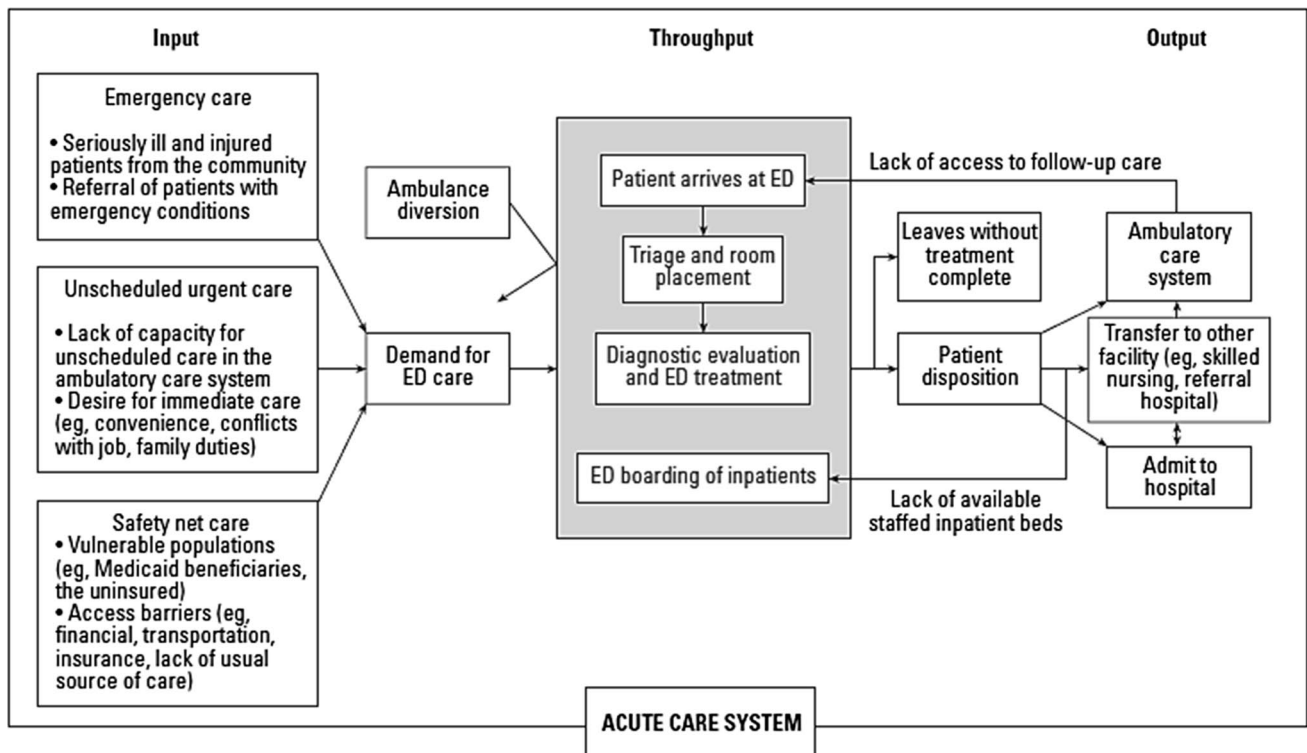 Input
Throughput
Output
Emergency care
• Seriously ill and injured
patients from the community
• Referral of patients with
emergency conditions
Unscheduled urgent care
• Lack of capacity for
unscheduled care in the
ambulatory care system
• Desire for immediate care
(eg, convenience, conflicts
with job, family duties)
Safety net care
• Vulnerable populations
(eg, Medicaid beneficiaries,
the uninsured)
• Access barriers (eg,
financial, transportation,
insurance, lack of usual
source of care)
Ambulance
diversion
Demand for
ED care
Patient arrives at ED
Triage and room
placement
Diagnostic evaluation
and ED treatment
ED boarding of inpatients
Lack of access to follow-up care
Leaves without
treatment
complete
Patient
disposition
Lack of available
staffed inpatient beds
Ambulatory
care
system
Transfer to other
facility (eg, skilled
nursing, referral
hospital)
Admit to
hospital
ACUTE CARE SYSTEM